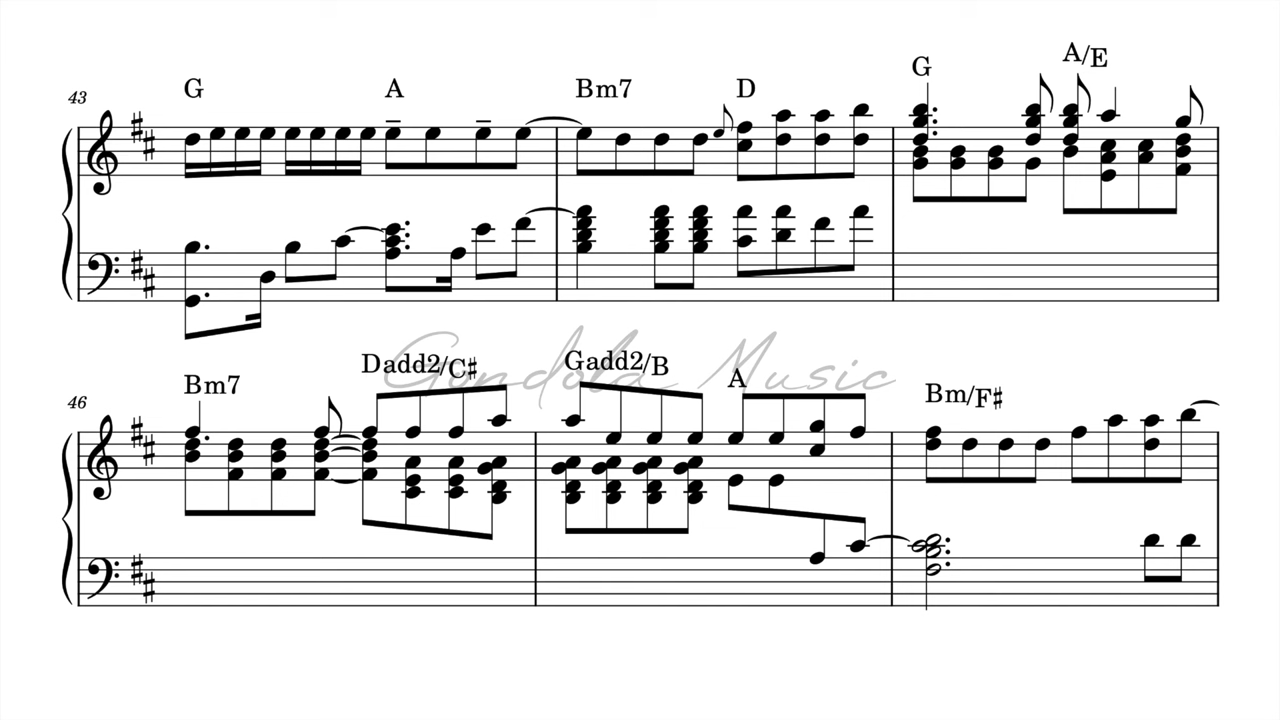 G A/E
43 G A Bm7 D
Gondola Music
46 Bm7 Dadd2/C♯ Gadd2/B A Bm/F♯